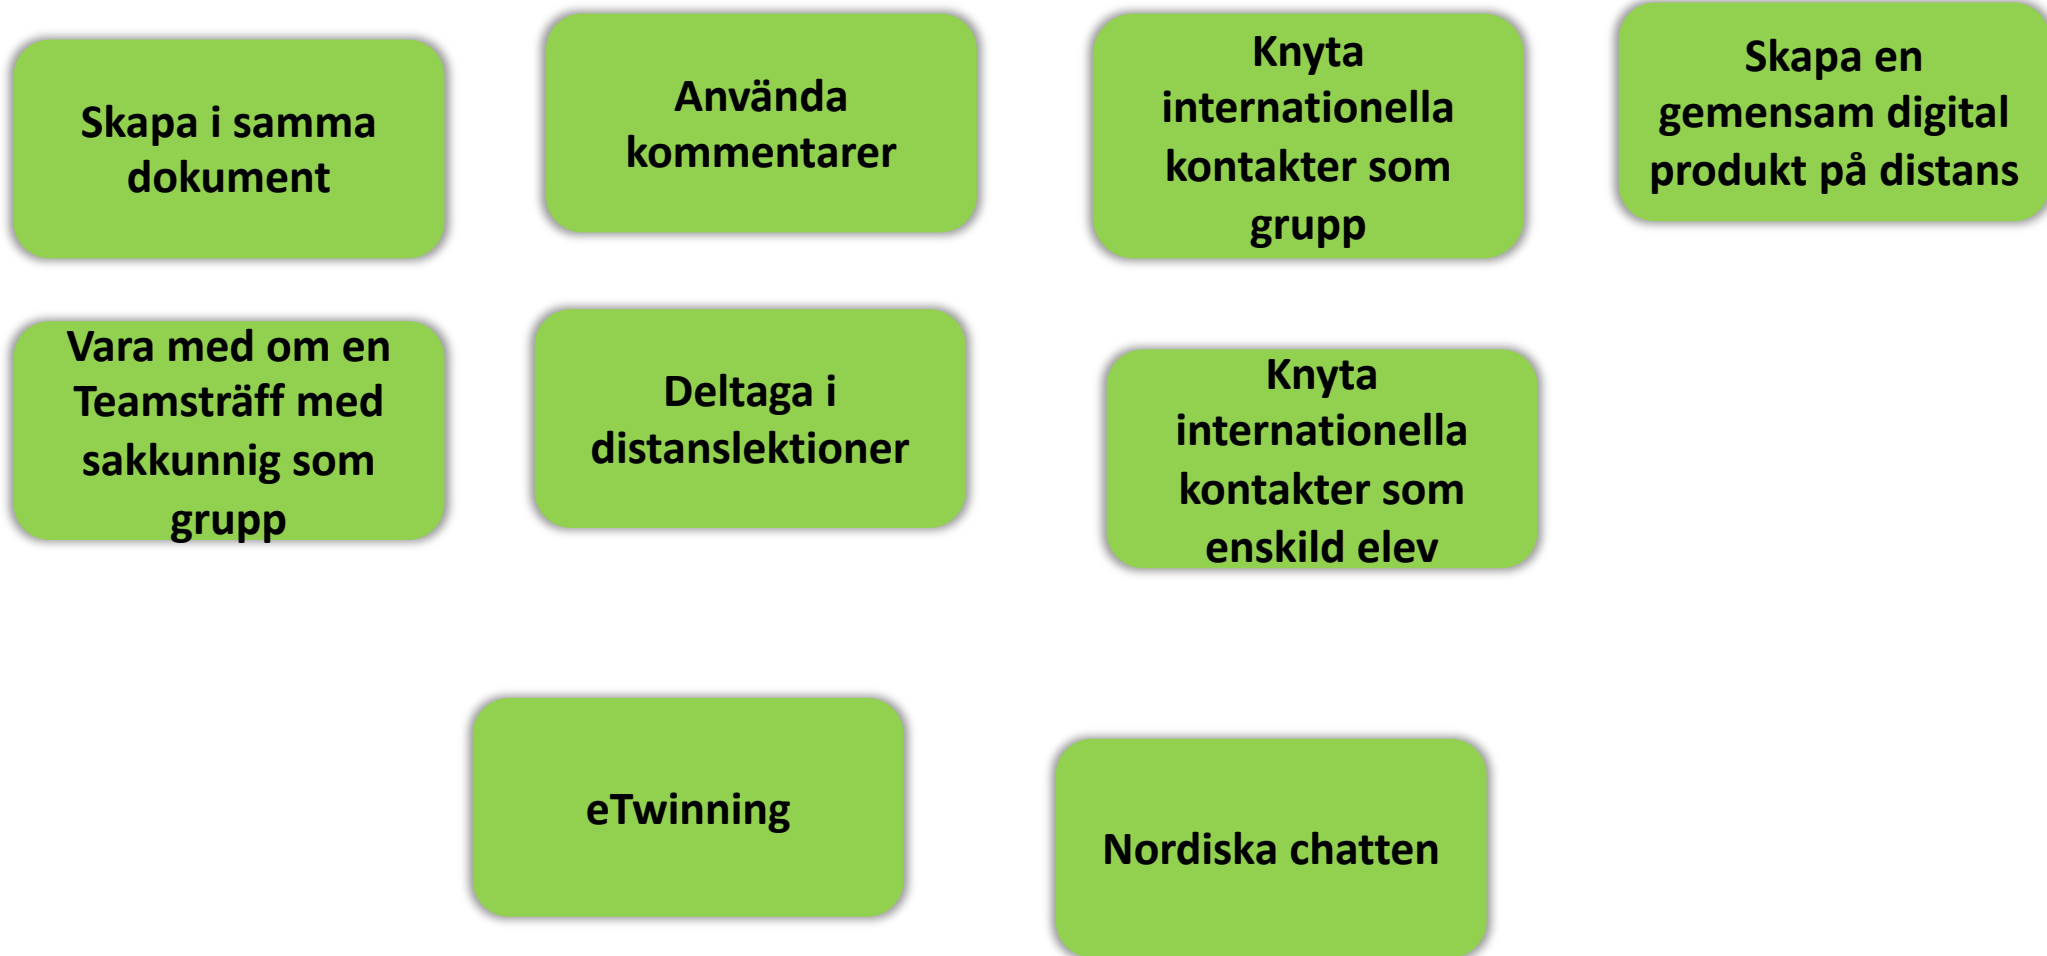 Skapa i samma
dokument
Använda
kommentarer
Knyta
internationella
kontakter som
grupp
Skapa en
gemensam digital
produkt på distans
Vara med om en
Teamsträff med
sakkunnig som
grupp
Deltaga i
distanslektioner
Knyta
internationella
kontakter som
enskild elev
eTwinning
Nordiska chatten